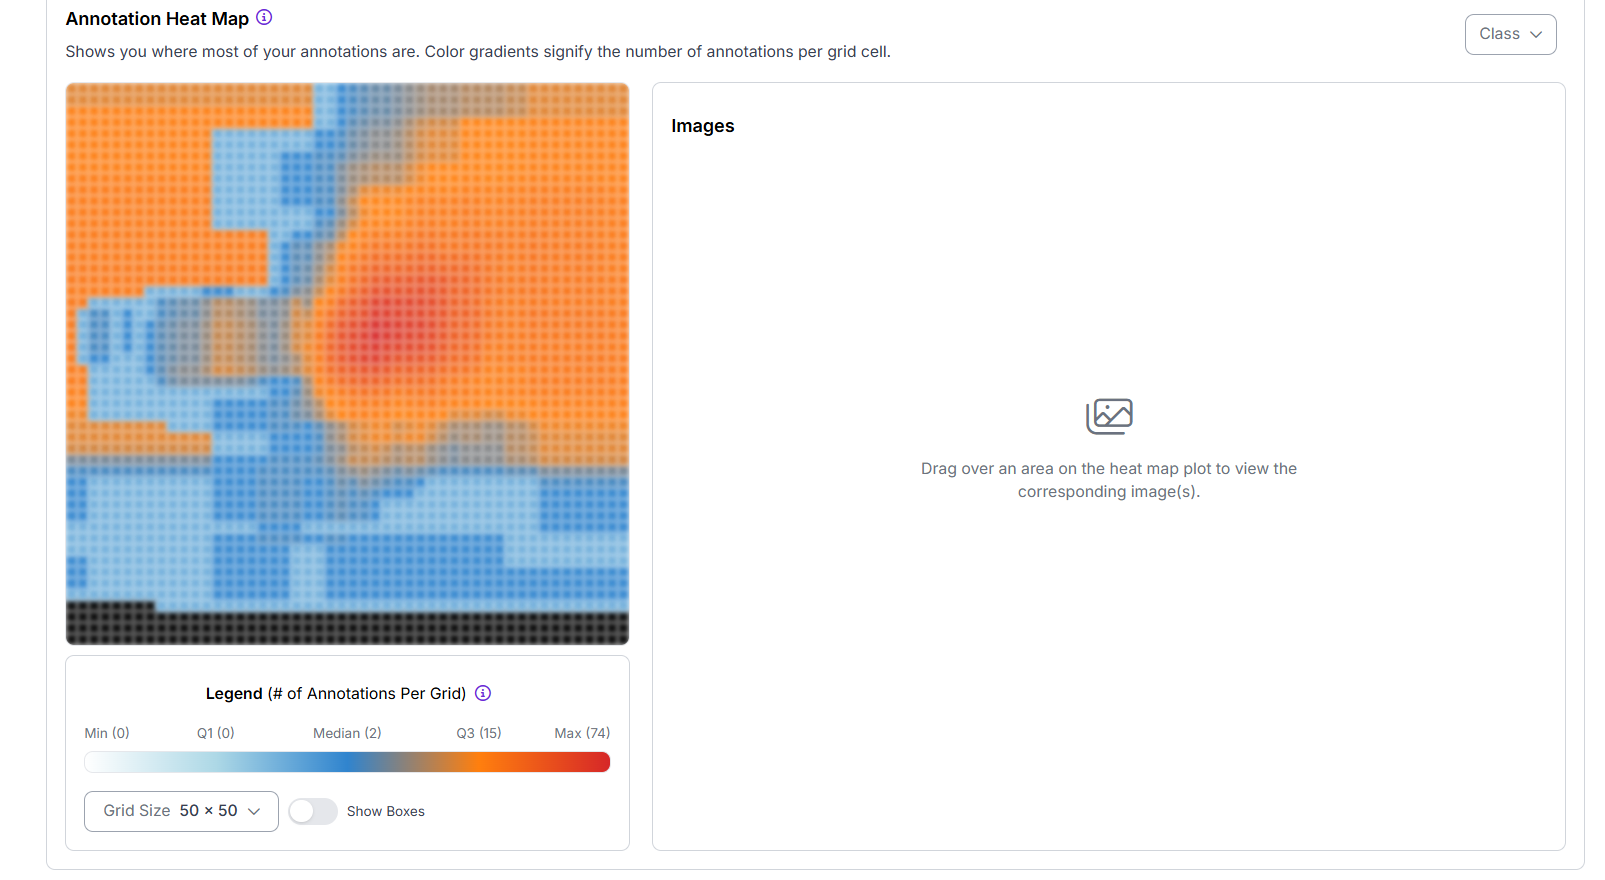 Annotation Heat Map
Shows you where most of your annotations are. Color gradients signify the number of annotations per grid cell.
Class
Images
Drag over an area on the heat map plot to view the
corresponding image(s).
Legend (# of Annotations Per Grid)
Min (0) Q1 (0) Median (2) Q3 (15) Max (74)
Grid Size 50 × 50 Show Boxes